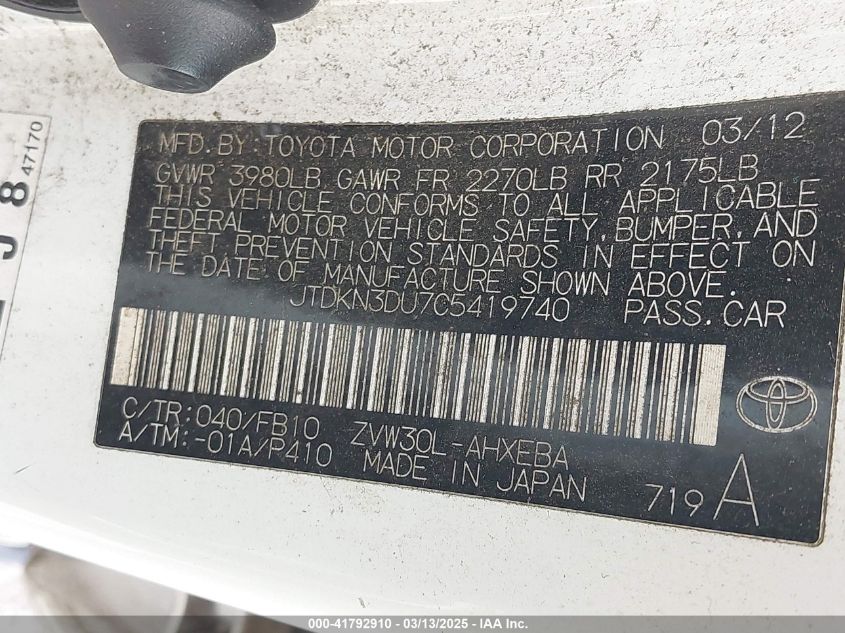 MFD. BY: TOYOTA MOTOR CORPORATION 03/12
GVWR 3980LB GAWR FR 2270LB RR 2175LB
THIS VEHICLE CONFORMS TO ALL APPLICABLE
FEDERAL MOTOR VEHICLE SAFETY, BUMPER, AND
THEFT PREVENTION STANDARDS IN EFFECT ON
THE DATE OF MANUFACTURE SHOWN ABOVE.
JTDKN3DU7C5419740 PASS. CAR
C/TR: 040/FB10 ZVW30L-AHXEBA
A/TM: -01A/P410 MADE IN JAPAN
719 A
J 8 47170
000-41792910 - 03/13/2025 - IAA Inc.